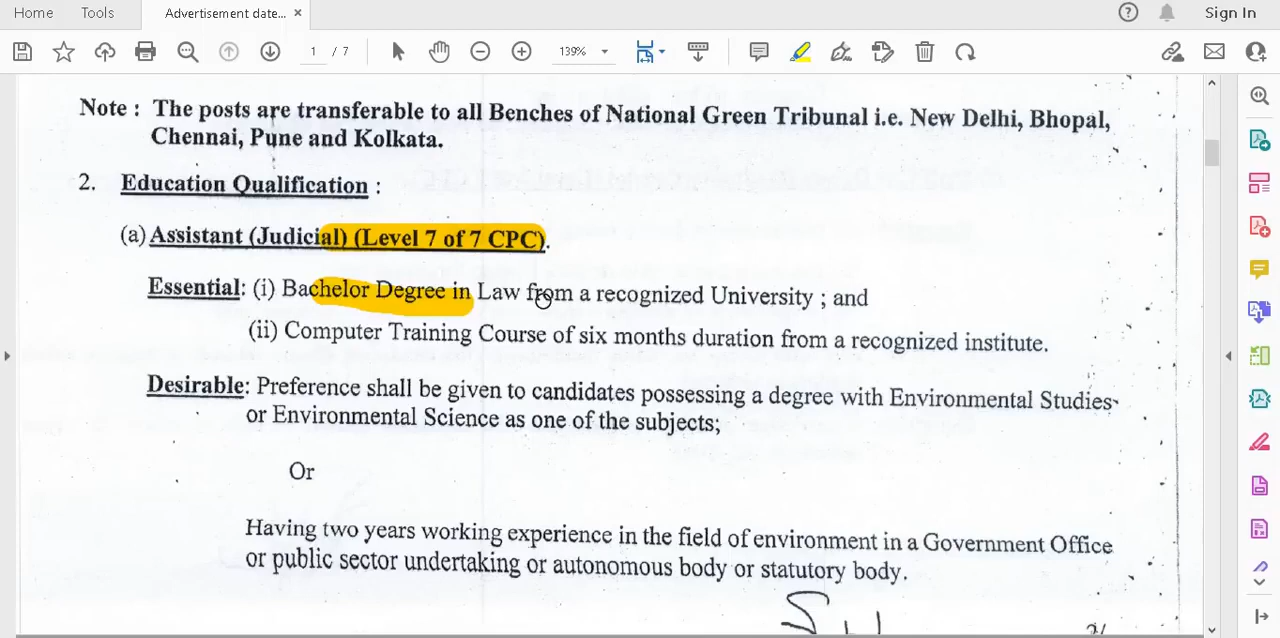 Home Tools Advertisement date... × Sign In
1 / 7 139%
Note : The posts are transferable to all Benches of National Green Tribunal i.e. New Delhi, Bhopal,
Chennai, Pune and Kolkata.
2. Education Qualification :
(a) Assistant (Judicial) (Level 7 of 7 CPC).
Essential: (i) Bachelor Degree in Law from a recognized University ; and
(ii) Computer Training Course of six months duration from a recognized institute.
Desirable: Preference shall be given to candidates possessing a degree with Environmental Studies
or Environmental Science as one of the subjects;
Or
Having two years working experience in the field of environment in a Government Office
or public sector undertaking or autonomous body or statutory body.